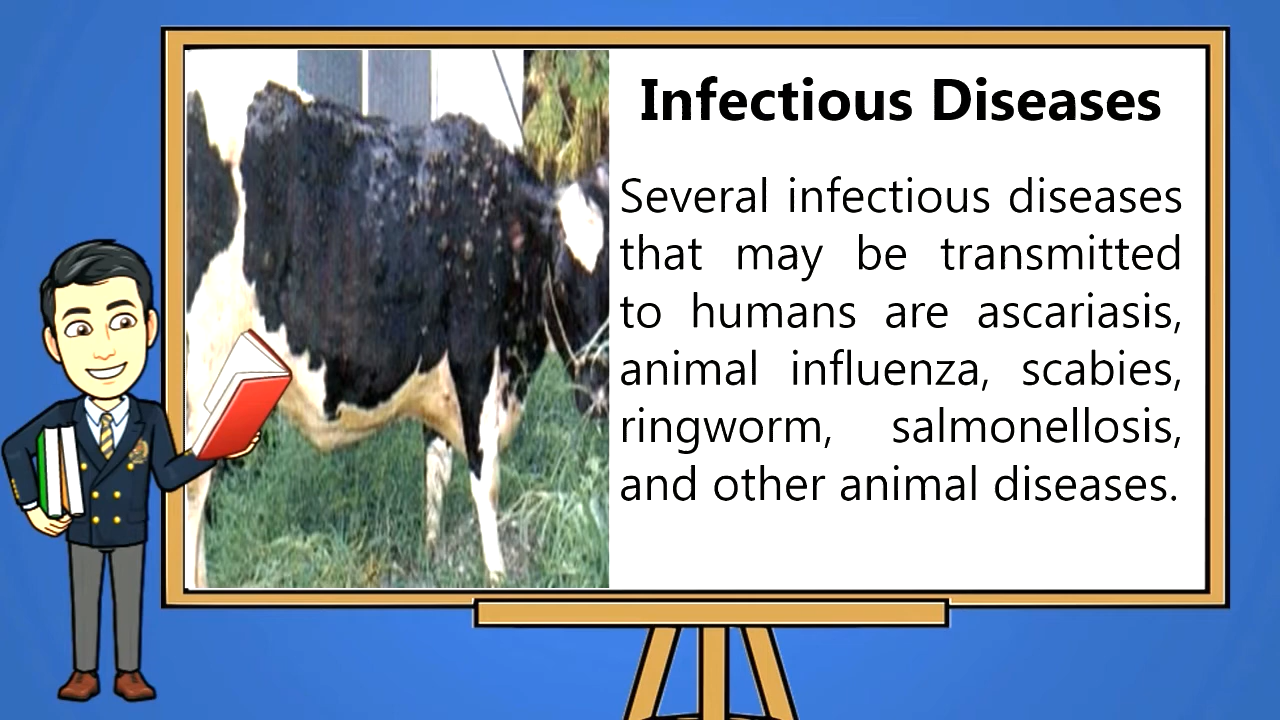 Infectious Diseases
Several infectious diseases
that may be transmitted
to humans are ascariasis,
animal influenza, scabies,
ringworm, salmonellosis,
and other animal diseases.